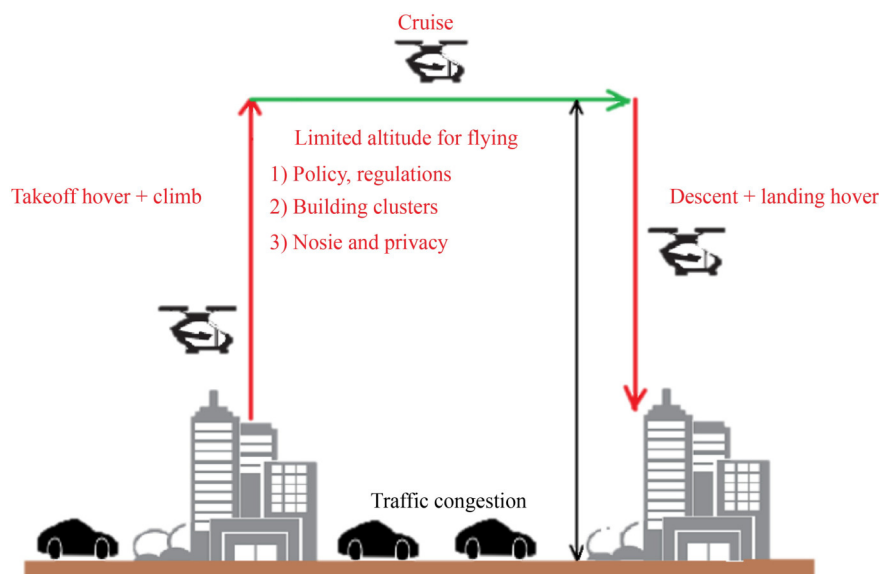 Cruise
Limited altitude for flying
1) Policy, regulations
2) Building clusters
3) Nosie and privacy
Takeoff hover + climb
Descent + landing hover
Traffic congestion